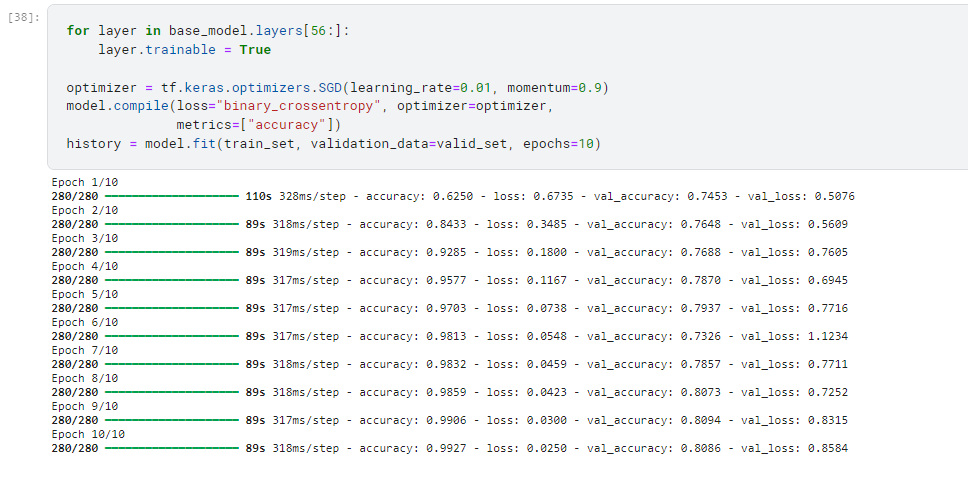 [38]:
for layer in base_model.layers[56:]:
    layer.trainable = True
optimizer = tf.keras.optimizers.SGD(learning_rate=0.01, momentum=0.9)
model.compile(loss="binary_crossentropy", optimizer=optimizer,
              metrics=["accuracy"])
history = model.fit(train_set, validation_data=valid_set, epochs=10)
Epoch 1/10
280/280 110s 328ms/step - accuracy: 0.6250 - loss: 0.6735 - val_accuracy: 0.7453 - val_loss: 0.5076
Epoch 2/10
280/280 89s 318ms/step - accuracy: 0.8433 - loss: 0.3485 - val_accuracy: 0.7648 - val_loss: 0.5609
Epoch 3/10
280/280 89s 319ms/step - accuracy: 0.9285 - loss: 0.1800 - val_accuracy: 0.7688 - val_loss: 0.7605
Epoch 4/10
280/280 89s 317ms/step - accuracy: 0.9577 - loss: 0.1167 - val_accuracy: 0.7870 - val_loss: 0.6945
Epoch 5/10
280/280 89s 317ms/step - accuracy: 0.9703 - loss: 0.0738 - val_accuracy: 0.7937 - val_loss: 0.7716
Epoch 6/10
280/280 89s 317ms/step - accuracy: 0.9813 - loss: 0.0548 - val_accuracy: 0.7326 - val_loss: 1.1234
Epoch 7/10
280/280 89s 318ms/step - accuracy: 0.9832 - loss: 0.0459 - val_accuracy: 0.7857 - val_loss: 0.7711
Epoch 8/10
280/280 89s 318ms/step - accuracy: 0.9859 - loss: 0.0423 - val_accuracy: 0.8073 - val_loss: 0.7252
Epoch 9/10
280/280 89s 317ms/step - accuracy: 0.9906 - loss: 0.0300 - val_accuracy: 0.8094 - val_loss: 0.8315
Epoch 10/10
280/280 89s 318ms/step - accuracy: 0.9927 - loss: 0.0250 - val_accuracy: 0.8086 - val_loss: 0.8584